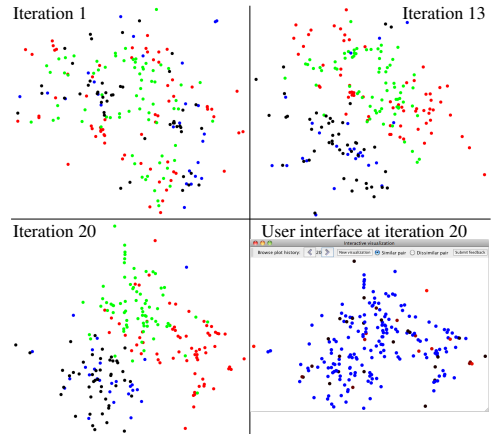 Iteration 1
Iteration 13
Iteration 20
User interface at iteration 20
Interactive visualization
Browse plot history: 20 New visualization Similar pair Dissimilar pair Submit feedback